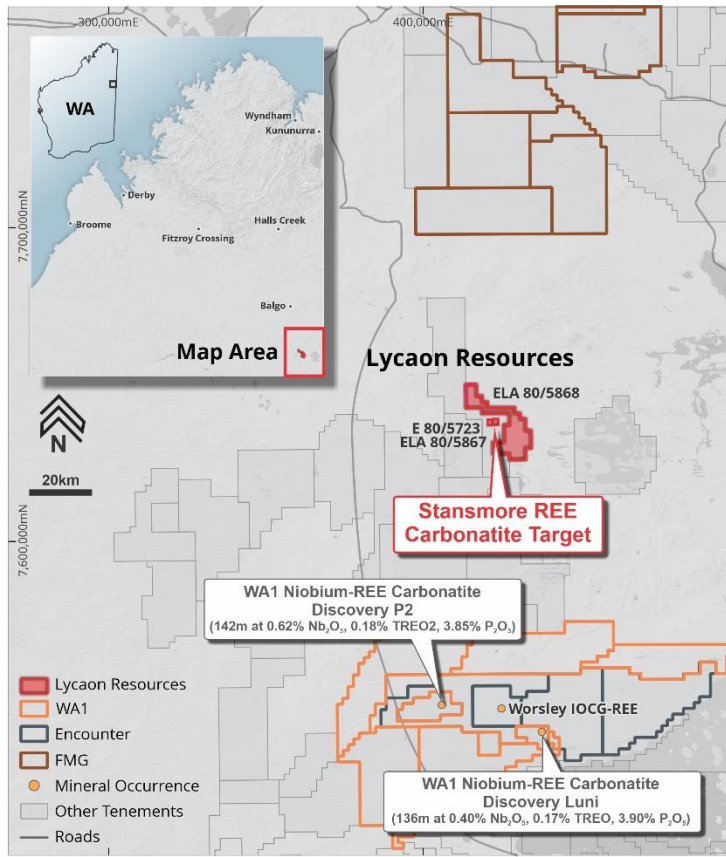 300,000mE
400,000mE
WA
Wyndham
Kununurra
Derby
Broome
Fitzroy Crossing
Halls Creek
Balgo
Map Area
7,700,000mN
Lycaon Resources
ELA 80/5868
E 80/5723
ELA 80/5867
N
20km
Stansmore REE
Carbonatite Target
7,600,000mN
WA1 Niobium-REE Carbonatite
Discovery P2
(142m at 0.62% Nb₂O₅, 0.18% TREO2, 3.85% P₂O₅)
Worsley IOCG-REE
WA1 Niobium-REE Carbonatite
Discovery Luni
(136m at 0.40% Nb₂O₅, 0.17% TREO, 3.90% P₂O₅)
Lycaon Resources
WA1
Encounter
FMG
Mineral Occurrence
Other Tenements
Roads